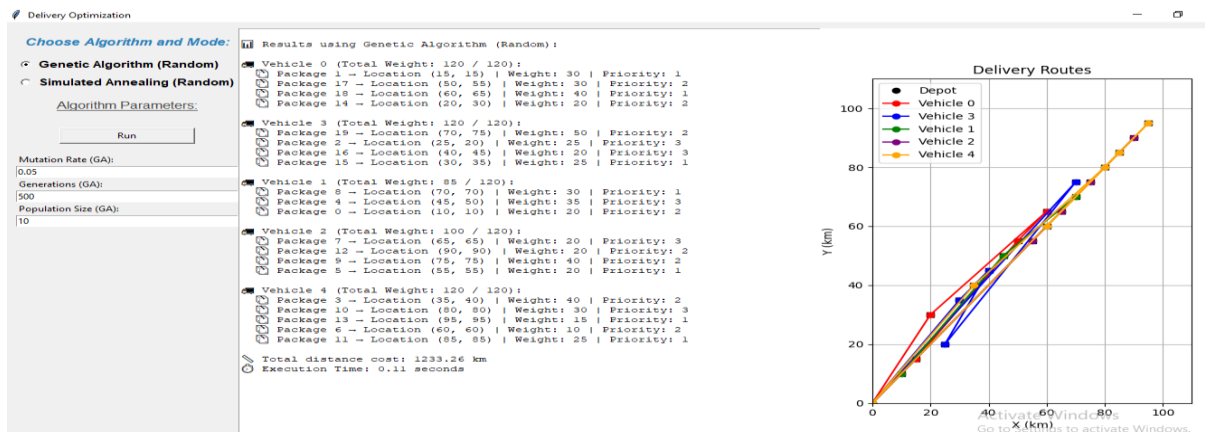 Delivery Optimization
Choose Algorithm and Mode:
Genetic Algorithm (Random)
Simulated Annealing (Random)
Algorithm Parameters:
Run
Mutation Rate (GA):
0.05
Generations (GA):
500
Population Size (GA):
10
Results using Genetic Algorithm (Random):
Vehicle 0 (Total Weight: 120 / 120):
Package 1 → Location (15, 15) | Weight: 30 | Priority: 1
Package 17 → Location (50, 55) | Weight: 30 | Priority: 2
Package 18 → Location (60, 65) | Weight: 40 | Priority: 1
Package 14 → Location (20, 30) | Weight: 20 | Priority: 2
Vehicle 3 (Total Weight: 120 / 120):
Package 19 → Location (70, 75) | Weight: 50 | Priority: 2
Package 2 → Location (25, 20) | Weight: 25 | Priority: 3
Package 16 → Location (40, 45) | Weight: 20 | Priority: 3
Package 15 → Location (30, 35) | Weight: 25 | Priority: 1
Vehicle 1 (Total Weight: 85 / 120):
Package 8 → Location (70, 70) | Weight: 30 | Priority: 1
Package 4 → Location (45, 50) | Weight: 35 | Priority: 3
Package 0 → Location (10, 10) | Weight: 20 | Priority: 2
Vehicle 2 (Total Weight: 100 / 120):
Package 7 → Location (65, 65) | Weight: 20 | Priority: 3
Package 12 → Location (90, 90) | Weight: 20 | Priority: 2
Package 9 → Location (75, 75) | Weight: 40 | Priority: 2
Package 5 → Location (55, 55) | Weight: 20 | Priority: 1
Vehicle 4 (Total Weight: 120 / 120):
Package 3 → Location (35, 40) | Weight: 40 | Priority: 2
Package 10 → Location (80, 80) | Weight: 30 | Priority: 3
Package 13 → Location (95, 95) | Weight: 15 | Priority: 1
Package 6 → Location (60, 60) | Weight: 10 | Priority: 2
Package 11 → Location (85, 85) | Weight: 25 | Priority: 1
Total distance cost: 1233.26 km
Execution Time: 0.11 seconds
Delivery Routes
Depot
Vehicle 0
Vehicle 3
Vehicle 1
Vehicle 2
Vehicle 4
100
80
60
40
20
0
Y (km)
0 20 40 60 80 100
X (km)
Activate Windows
Go to Settings to activate Windows.